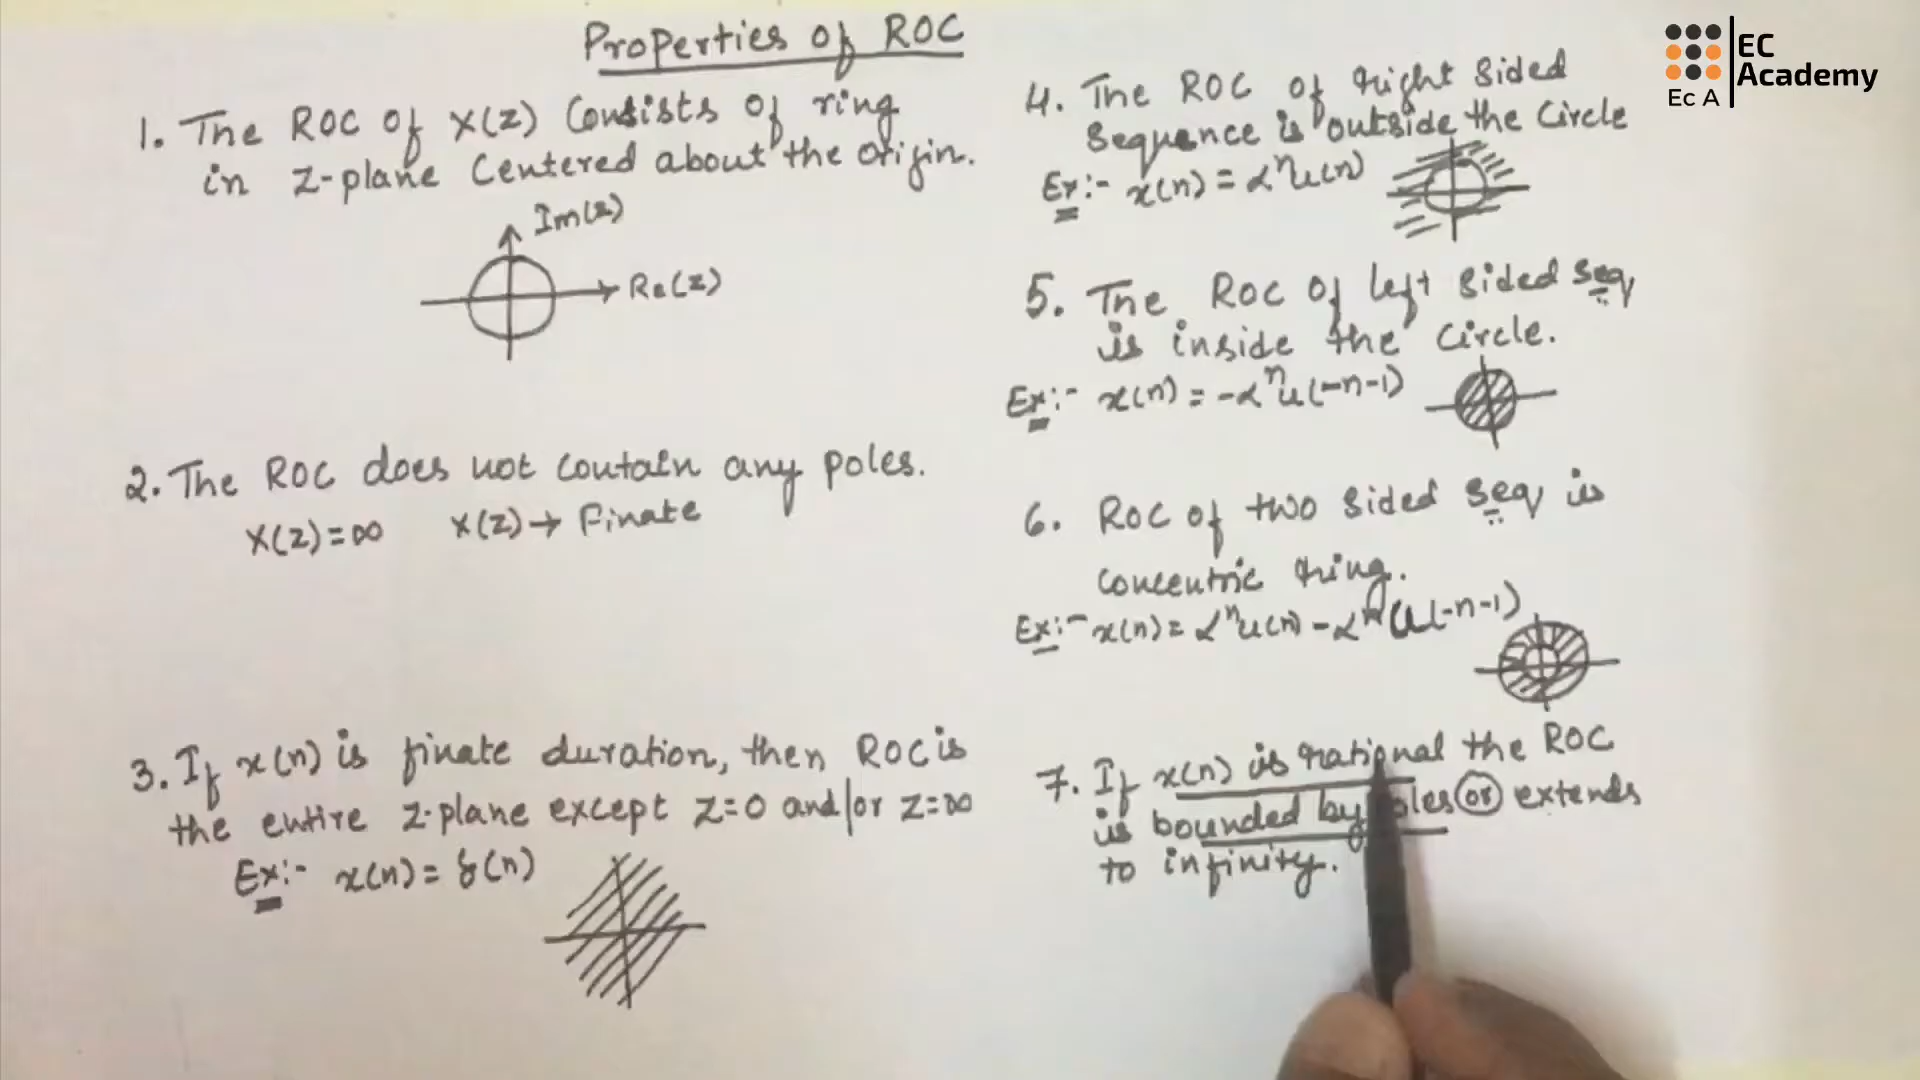 Properties of ROC
1. The ROC of X(z) Consists of ring
in z-plane Centered about the origin.
Im(z)
Re(z)
2. The ROC does not contain any poles.
X(z)=∞ X(z)→ Finate
3. If x(n) is finate duration, then ROC is
the entire z-plane except z=0 and/or z=∞
Ex:- x(n) = δ(n)
4. The ROC of right sided
Sequence is outside the Circle
Ex:- x(n) = αⁿu(n)
5. The ROC of left sided seq
is inside the Circle.
Ex:- x(n) = -αⁿu(-n-1)
6. ROC of two sided seq is
Concentric ring.
Ex:- x(n) = αⁿu(n) - αⁿu(-n-1)
7. If x(n) is rational the ROC
is bounded by poles or extends
to infinity.
EC
Academy
Ec A